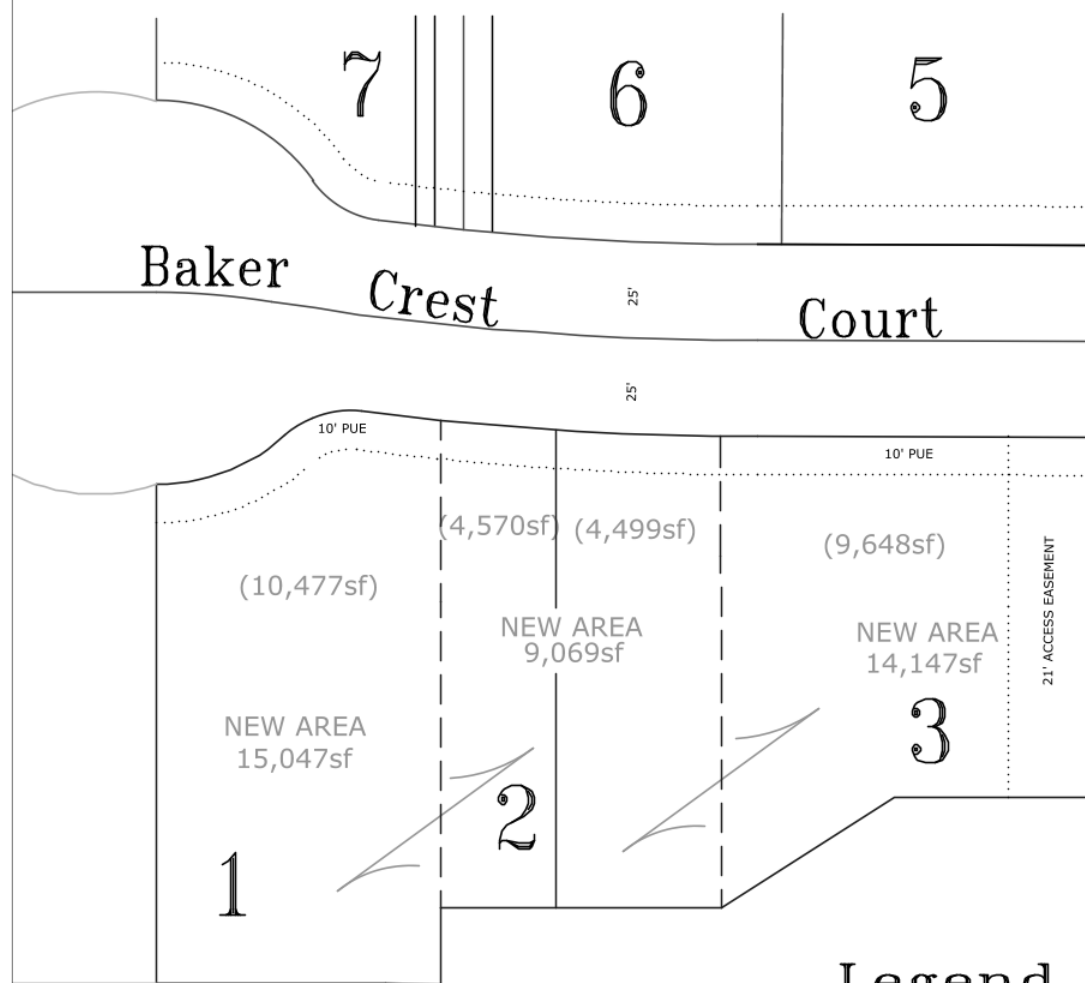 7
6
5
Baker Crest Court
25'
25'
10' PUE
10' PUE
(4,570sf) (4,499sf)
(9,648sf)
(10,477sf)
21' ACCESS EASEMENT
NEW AREA
9,069sf
NEW AREA
14,147sf
NEW AREA
15,047sf
3
2
1
Legend